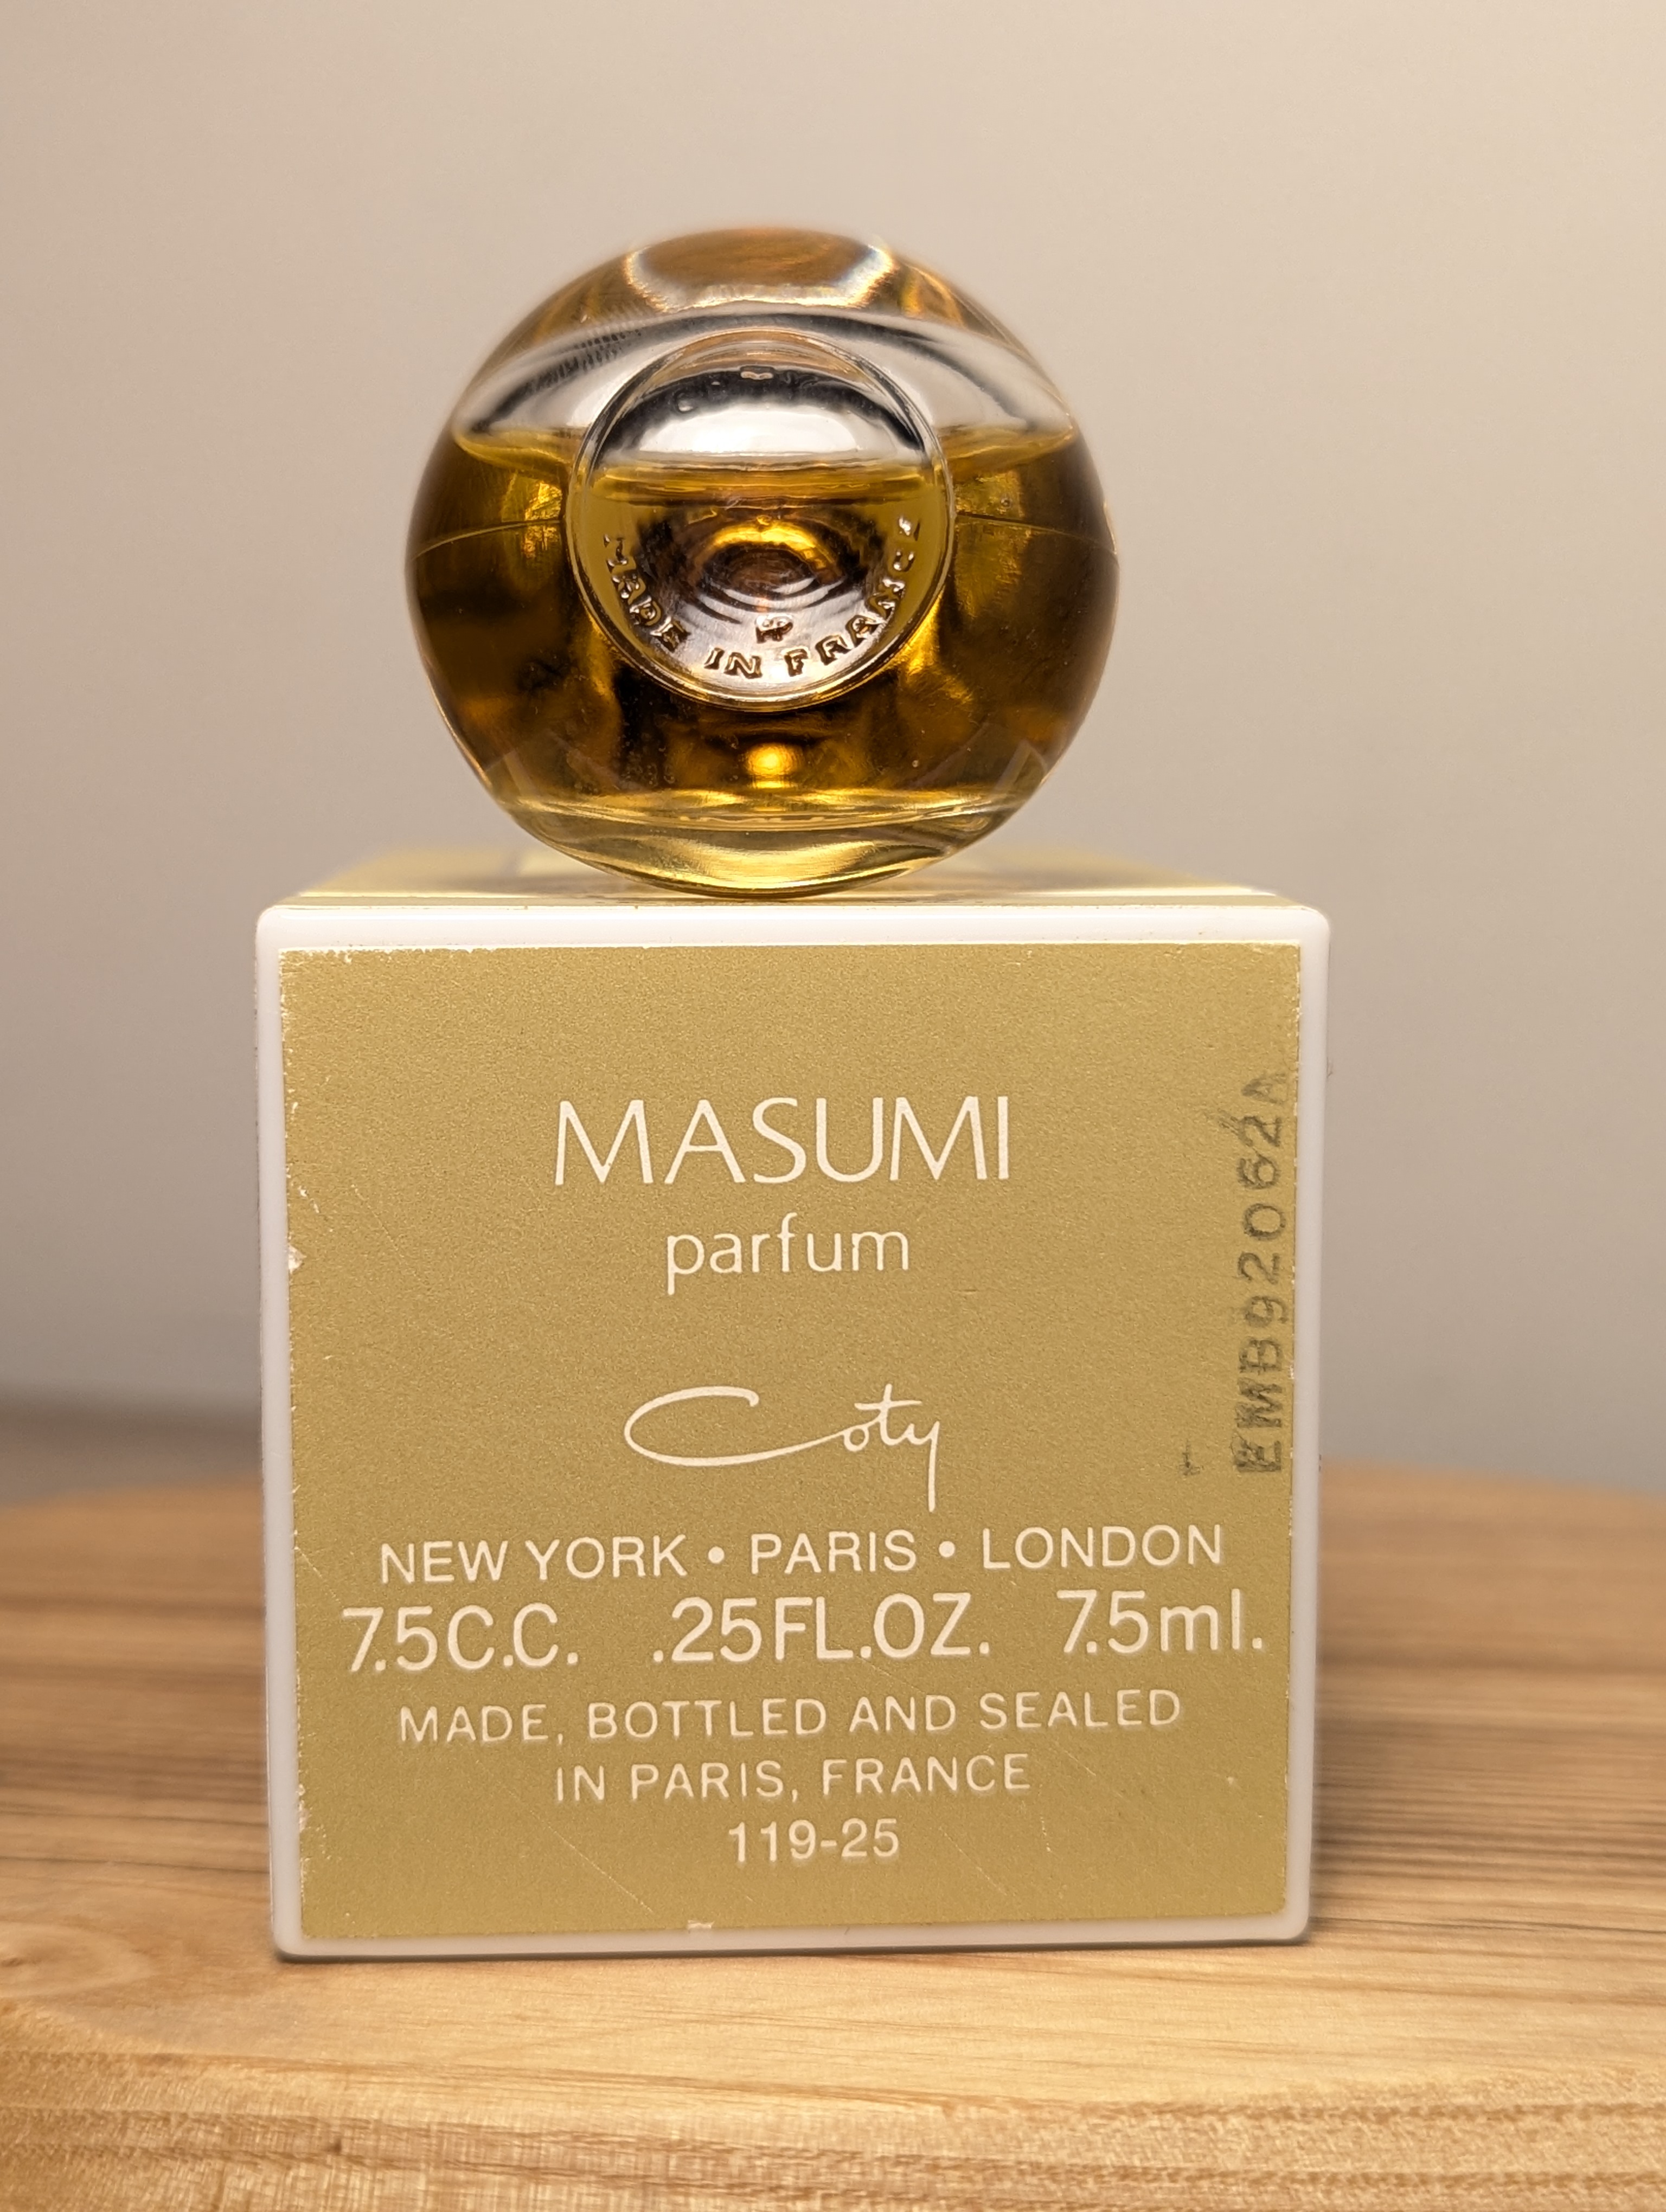 MADE IN FRANCE
MASUMI
parfum
Coty
NEW YORK • PARIS • LONDON
7.5C.C. .25FL.OZ. 7.5ml.
MADE, BOTTLED AND SEALED
IN PARIS, FRANCE
119-25
EMB92062A